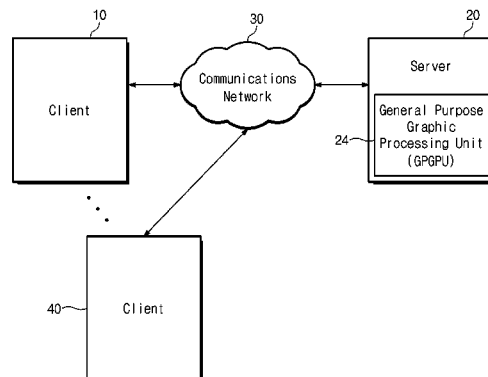 10
30
20
Client
Communications
Network
Server
General Purpose
Graphic
Processing Unit
(GPGPU)
24
40
Client